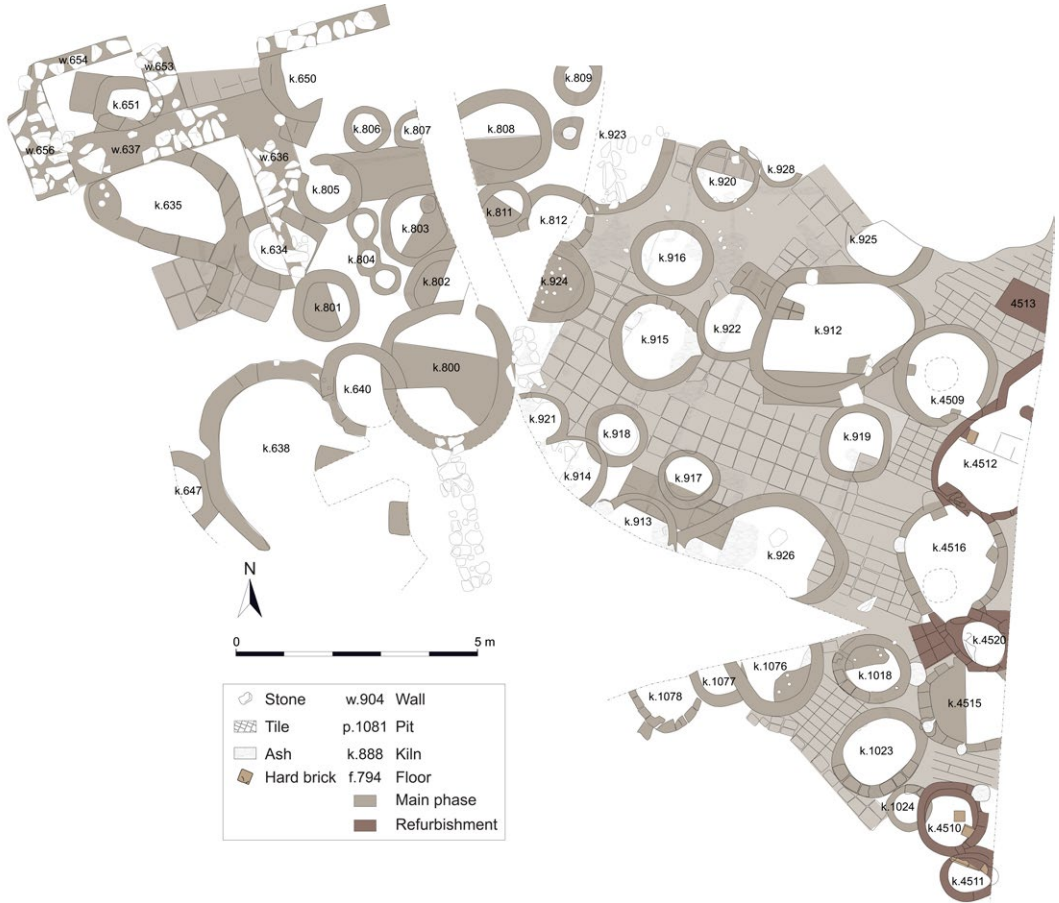 w.654
w.653
k.650
k.651
k.809
k.806
k.807
k.808
k.923
w.656
w.637
w.636
k.805
k.920
k.928
k.635
k.811
k.812
k.634
k.803
k.925
k.804
k.916
k.802
k.924
k.801
4513
k.922
k.912
k.915
k.800
k.640
k.4509
k.921
k.918
k.919
k.638
k.4512
k.914
k.917
k.647
k.913
k.926
k.4516
N
0 5 m
k.4520
k.1076
k.1077
k.1018
k.1078
k.4515
Stone w.904 Wall
Tile p.1081 Pit
Ash k.888 Kiln
Hard brick f.794 Floor
Main phase
Refurbishment
k.1023
k.1024
k.4510
k.4511